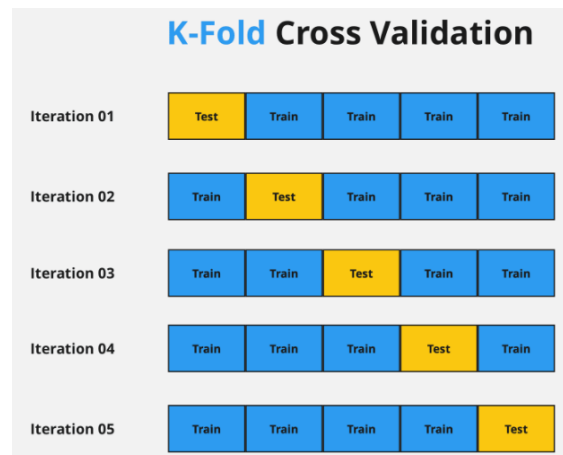 K-Fold Cross Validation
Iteration 01 Test Train Train Train Train
Iteration 02 Train Test Train Train Train
Iteration 03 Train Train Test Train Train
Iteration 04 Train Train Train Test Train
Iteration 05 Train Train Train Train Test